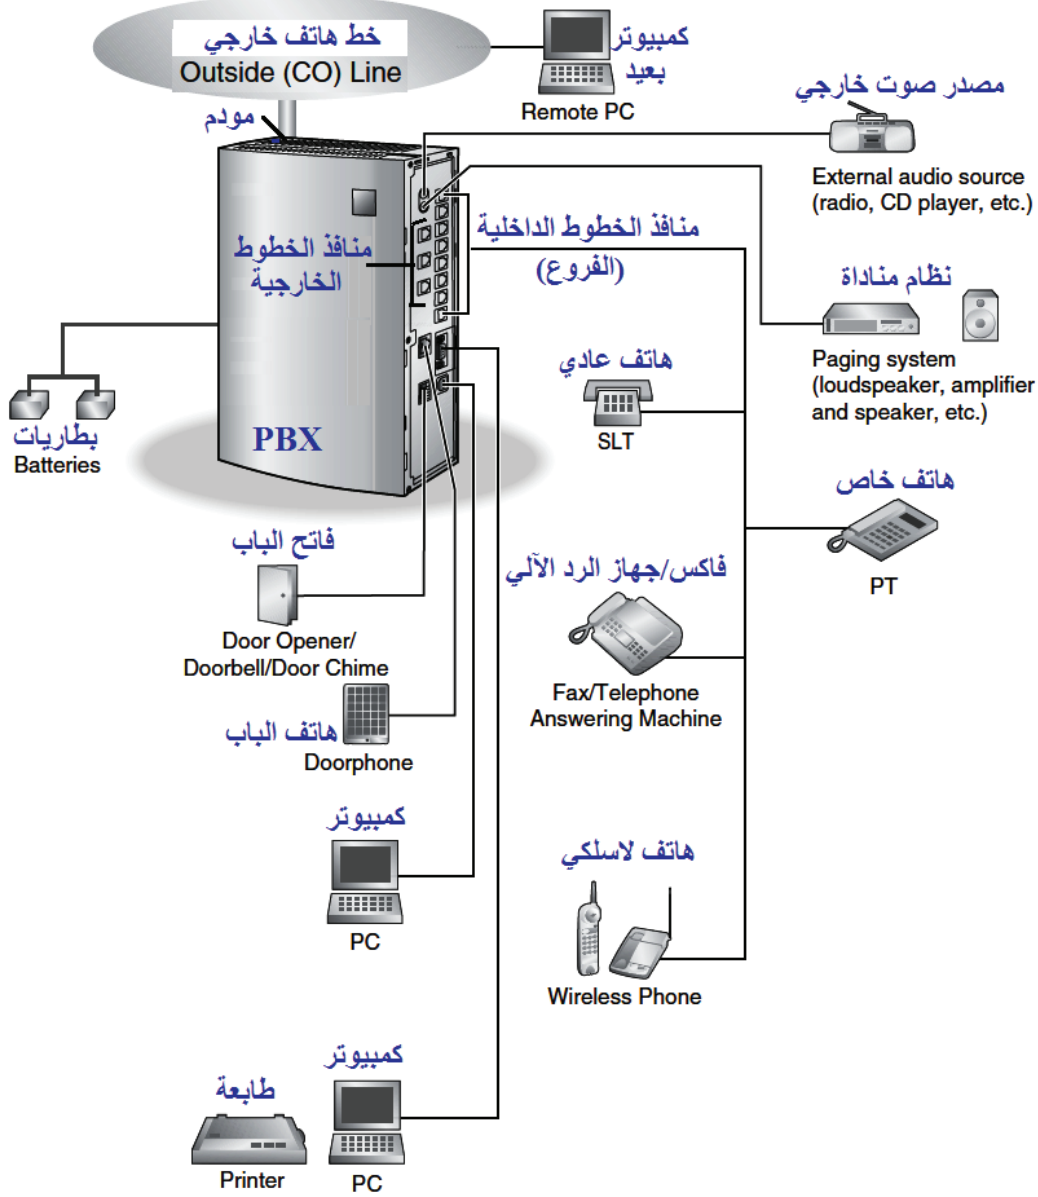 خط هاتف خارجي
Outside (CO) Line
كمبيوتر
بعيد
Remote PC
مودم
مصدر صوت خارجي
External audio source
(radio, CD player, etc.)
منافذ الخطوط الداخلية
(الفروع)
منافذ الخطوط
الخارجية
نظام مناداة
Paging system
(loudspeaker, amplifier
and speaker, etc.)
هاتف عادي
SLT
بطاريات
Batteries
PBX
هاتف خاص
PT
فاتح الباب
Door Opener/
Doorbell/Door Chime
فاكس/جهاز الرد الآلي
Fax/Telephone
Answering Machine
هاتف الباب
Doorphone
كمبيوتر
PC
هاتف لاسلكي
Wireless Phone
طابعة
Printer
كمبيوتر
PC